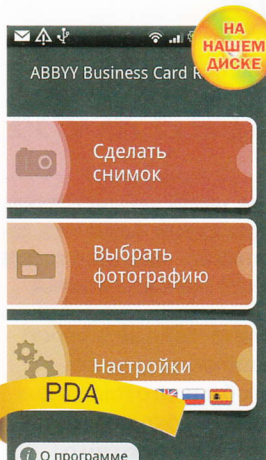 НА
НАШЕМ
ДИСКЕ
ABBYY Business Card R
Сделать
снимок
Выбрать
фотографию
Настройки
PDA
О программе